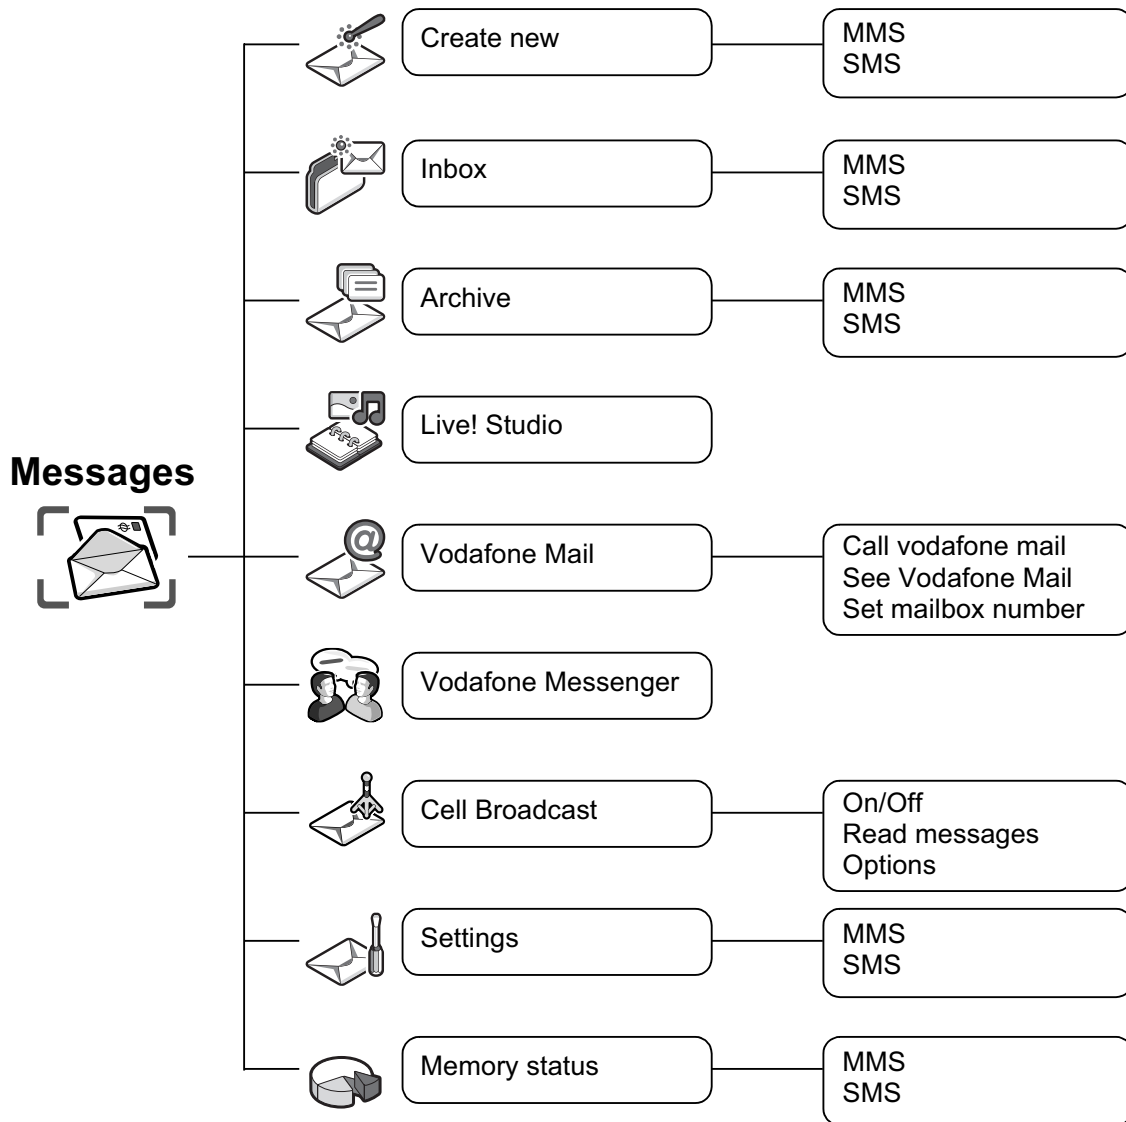 Messages
Create new
MMS
SMS
Inbox
MMS
SMS
Archive
MMS
SMS
Live! Studio
Vodafone Mail
Call vodafone mail
See Vodafone Mail
Set mailbox number
Vodafone Messenger
Cell Broadcast
On/Off
Read messages
Options
Settings
MMS
SMS
Memory status
MMS
SMS